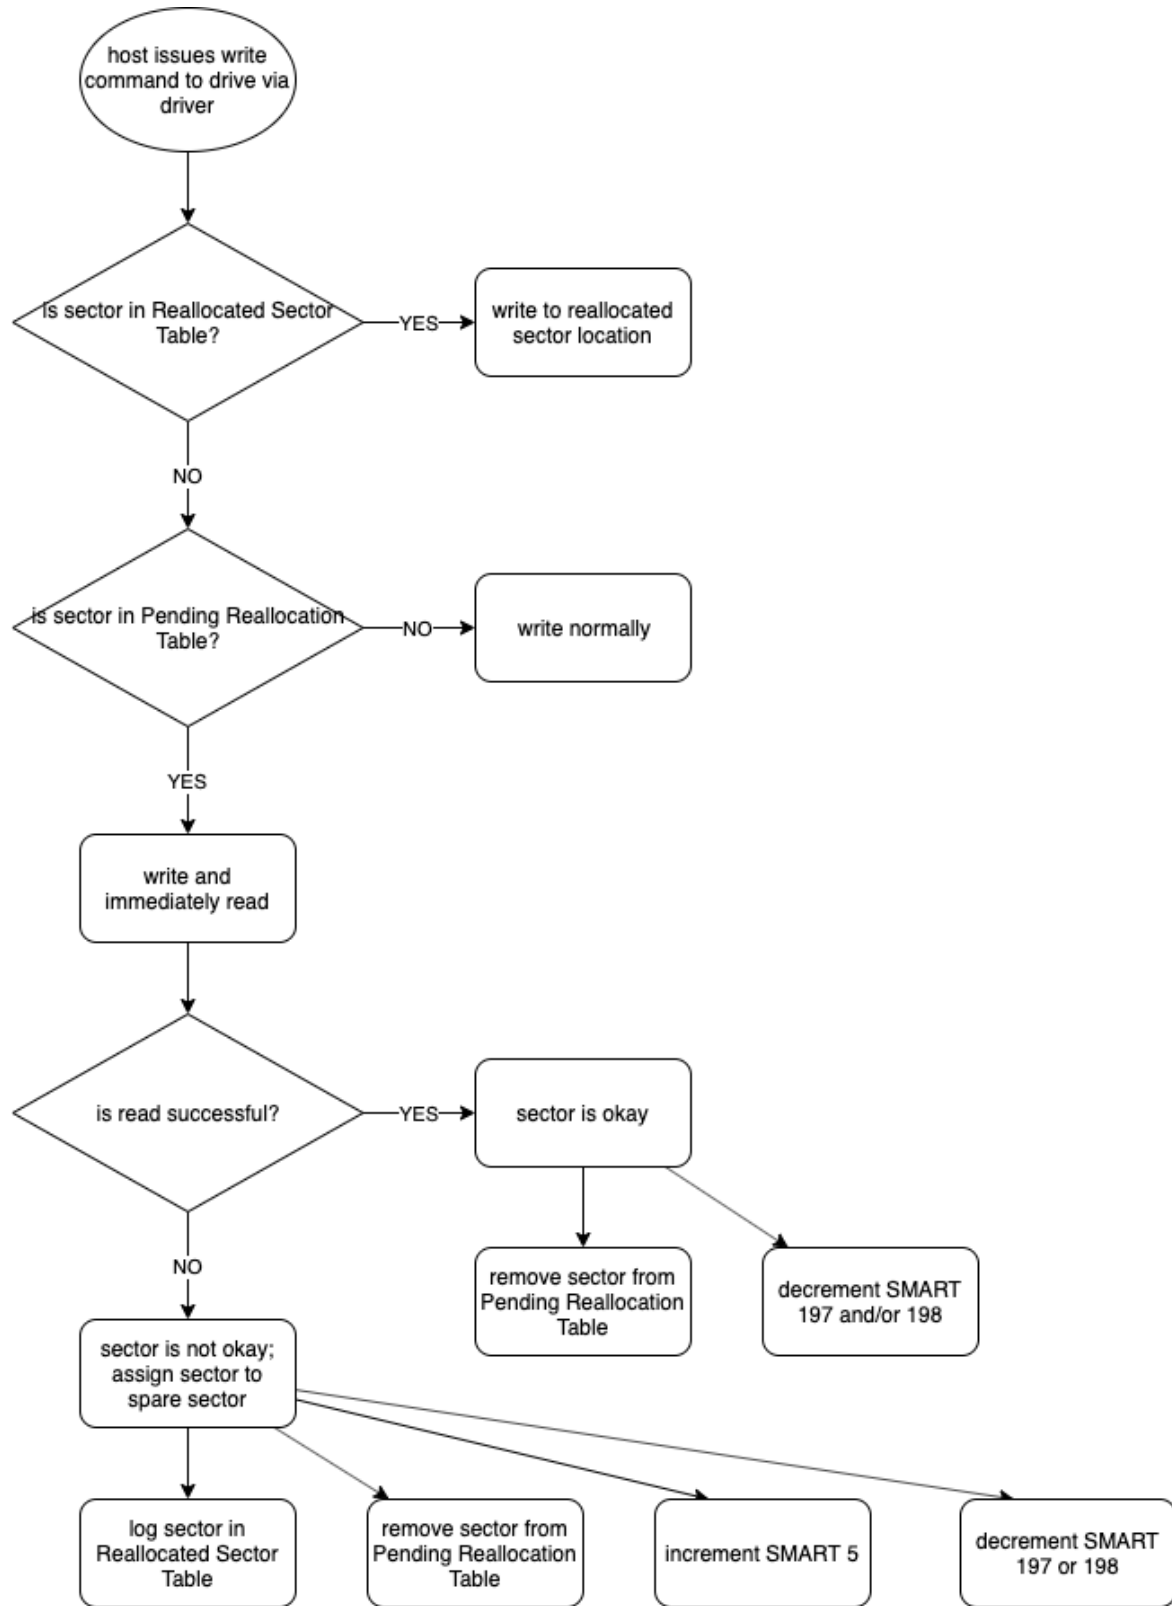 host issues write
command to drive via
driver
is sector in Reallocated Sector
Table?
YES
write to reallocated
sector location
NO
is sector in Pending Reallocation
Table?
NO
write normally
YES
write and
immediately read
is read successful?
YES
sector is okay
NO
remove sector from
Pending Reallocation
Table
decrement SMART
197 and/or 198
sector is not okay;
assign sector to
spare sector
log sector in
Reallocated Sector
Table
remove sector from
Pending Reallocation
Table
increment SMART 5
decrement SMART
197 or 198